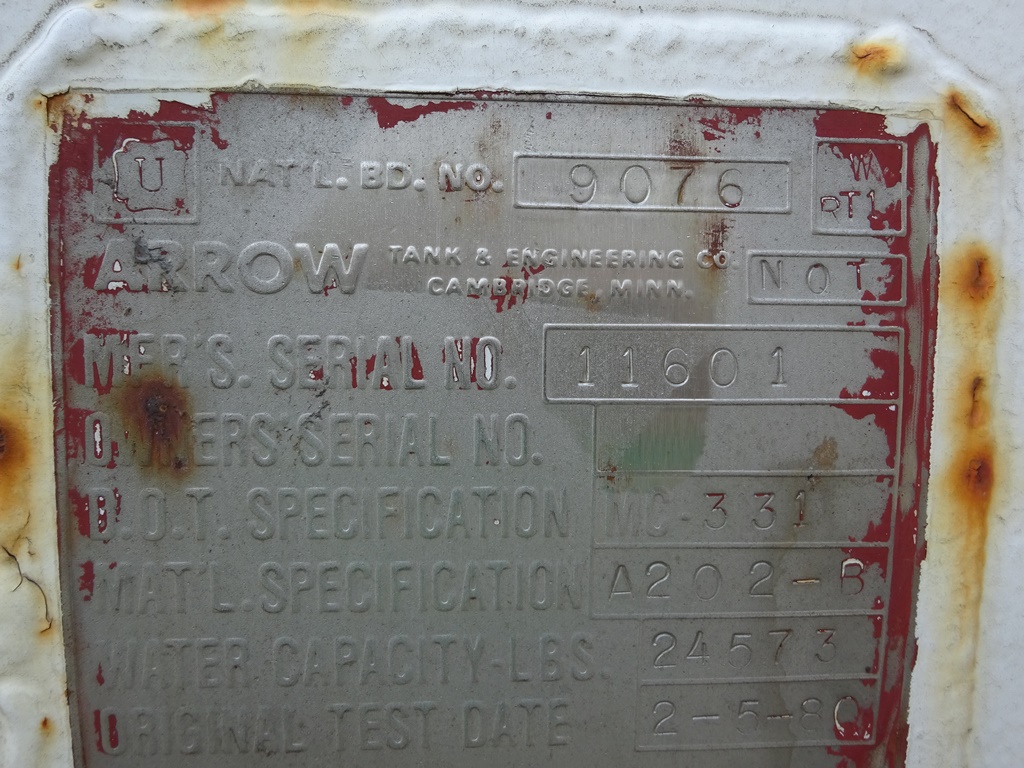 U NAT'L. BD. NO. 9076 W
RT1
ARROW TANK & ENGINEERING CO.
CAMBRIDGE, MINN. NQT
MFR'S. SERIAL NO. 11601
OWNERS SERIAL NO.
D.O.T. SPECIFICATION MC-331
MAT'L. SPECIFICATION A202-B
WATER CAPACITY-LBS. 24573
ORIGINAL TEST DATE 2-5-80